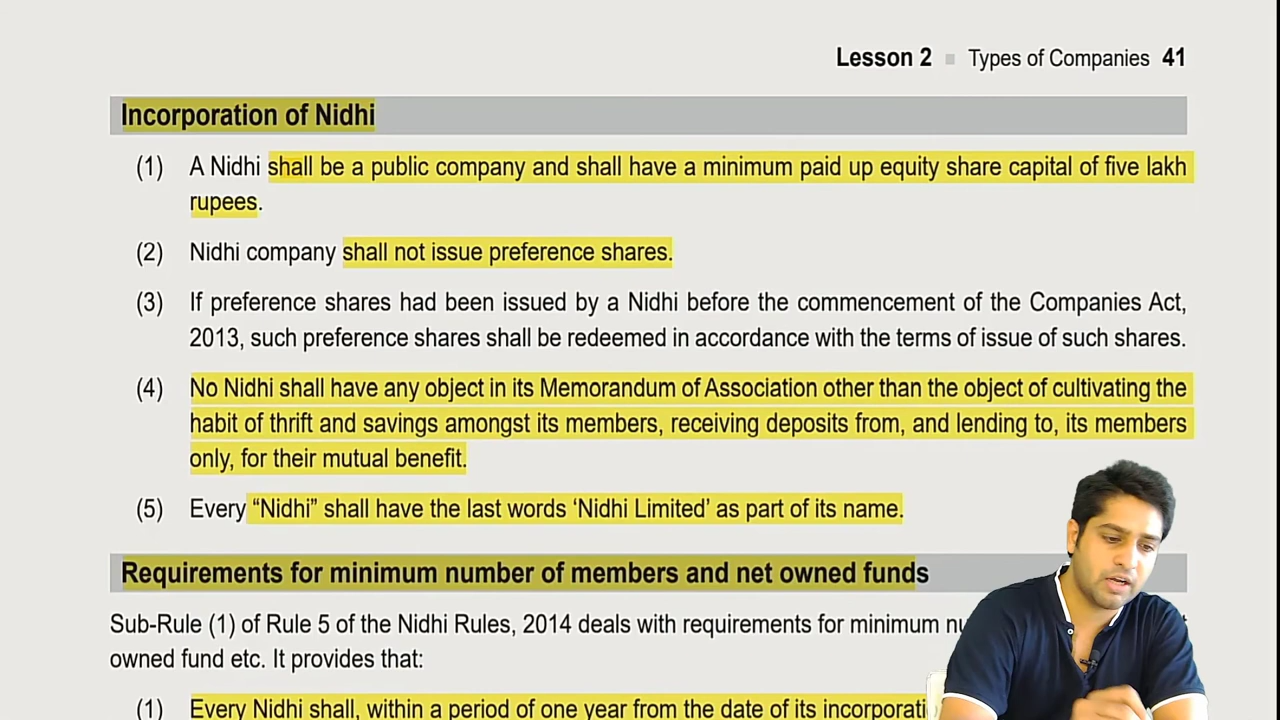 Lesson 2 ■ Types of Companies 41
Incorporation of Nidhi
(1) A Nidhi shall be a public company and shall have a minimum paid up equity share capital of five lakh
rupees.
(2) Nidhi company shall not issue preference shares.
(3) If preference shares had been issued by a Nidhi before the commencement of the Companies Act,
2013, such preference shares shall be redeemed in accordance with the terms of issue of such shares.
(4) No Nidhi shall have any object in its Memorandum of Association other than the object of cultivating the
habit of thrift and savings amongst its members, receiving deposits from, and lending to, its members
only, for their mutual benefit.
(5) Every “Nidhi” shall have the last words ‘Nidhi Limited’ as part of its name.
Requirements for minimum number of members and net owned funds
Sub-Rule (1) of Rule 5 of the Nidhi Rules, 2014 deals with requirements for minimum
owned fund etc. It provides that:
(1) Every Nidhi shall, within a period of one year from the date of its